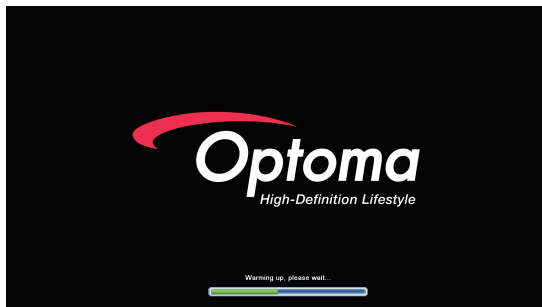 Optoma
High-Definition Lifestyle
Warming up, please wait...